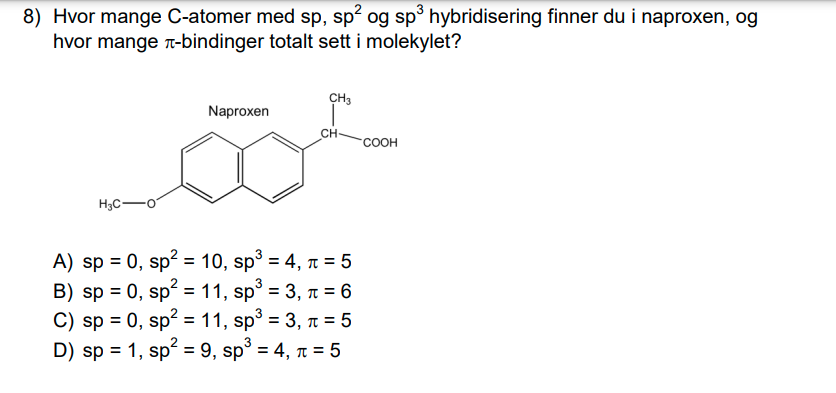 8) Hvor mange C-atomer med sp, sp² og sp³ hybridisering finner du i naproxen, og
hvor mange π-bindinger totalt sett i molekylet?
CH₃
Naproxen
CH
COOH
H₃C—O
A) sp = 0, sp² = 10, sp³ = 4, π = 5
B) sp = 0, sp² = 11, sp³ = 3, π = 6
C) sp = 0, sp² = 11, sp³ = 3, π = 5
D) sp = 1, sp² = 9, sp³ = 4, π = 5